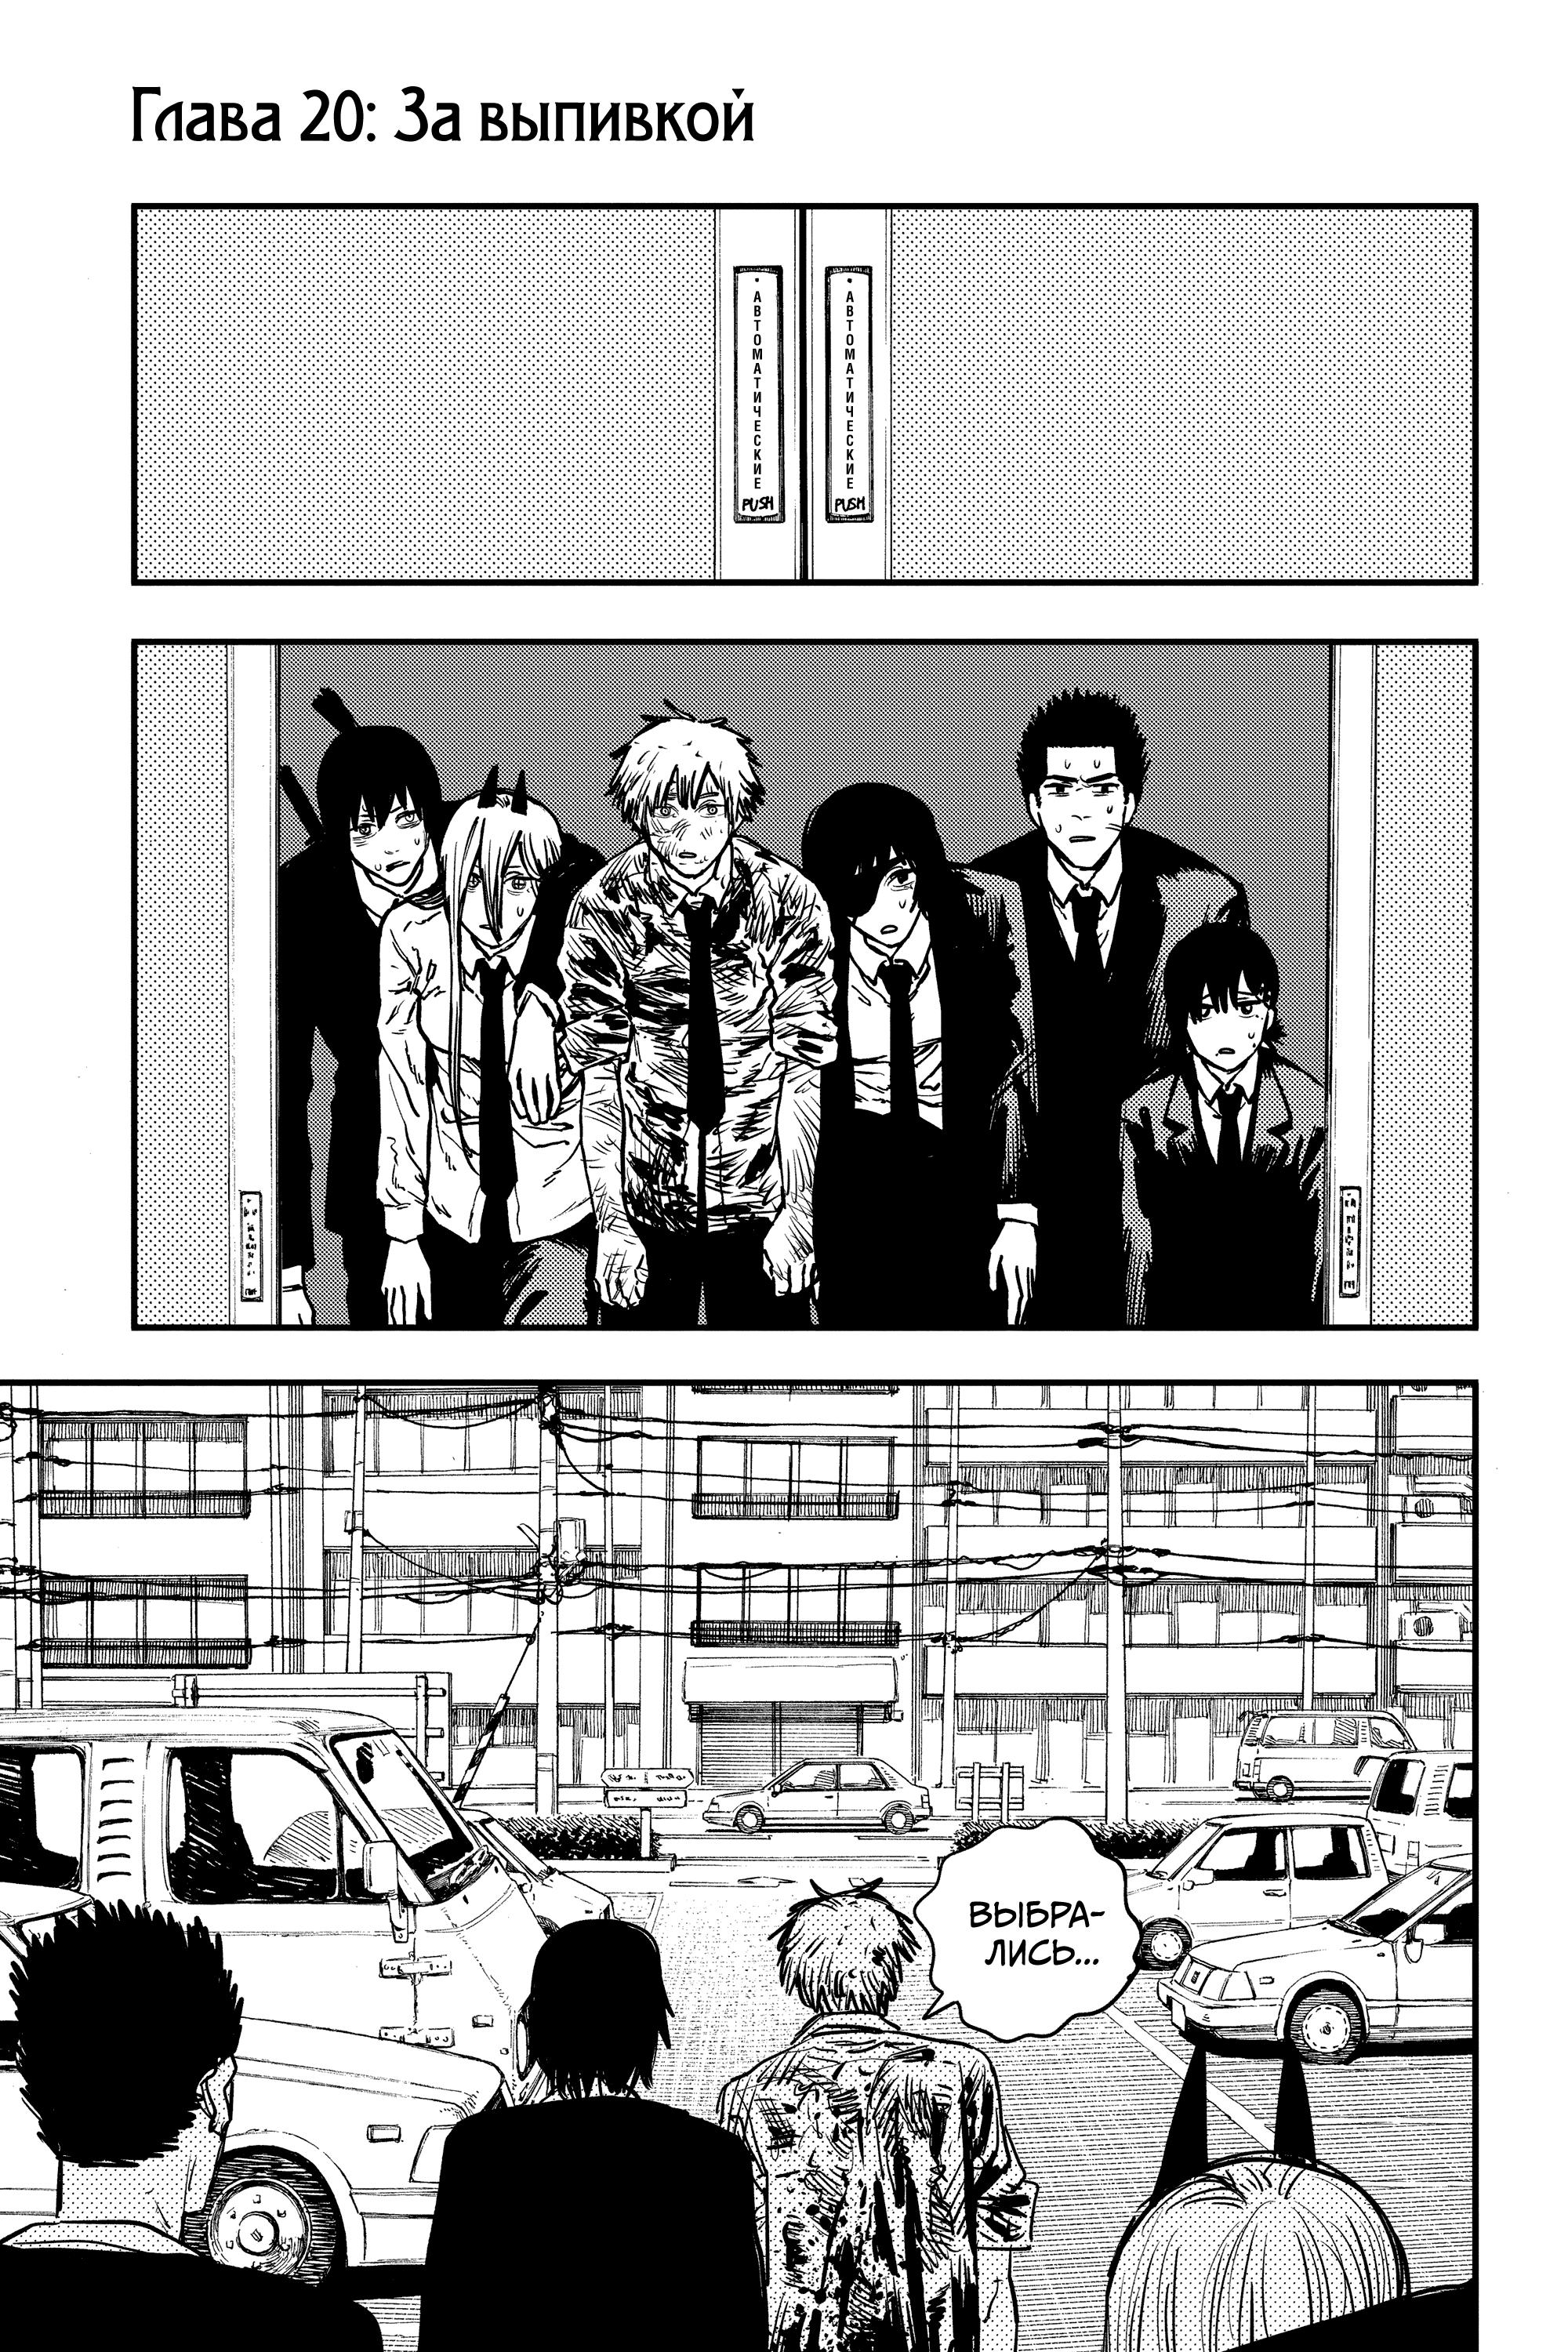 Глава 20: За выпивкой
АВТОМАТИЧЕСКИЕ
PUSH
АВТОМАТИЧЕСКИЕ
PUSH
ВЫБРА-
ЛИСЬ...